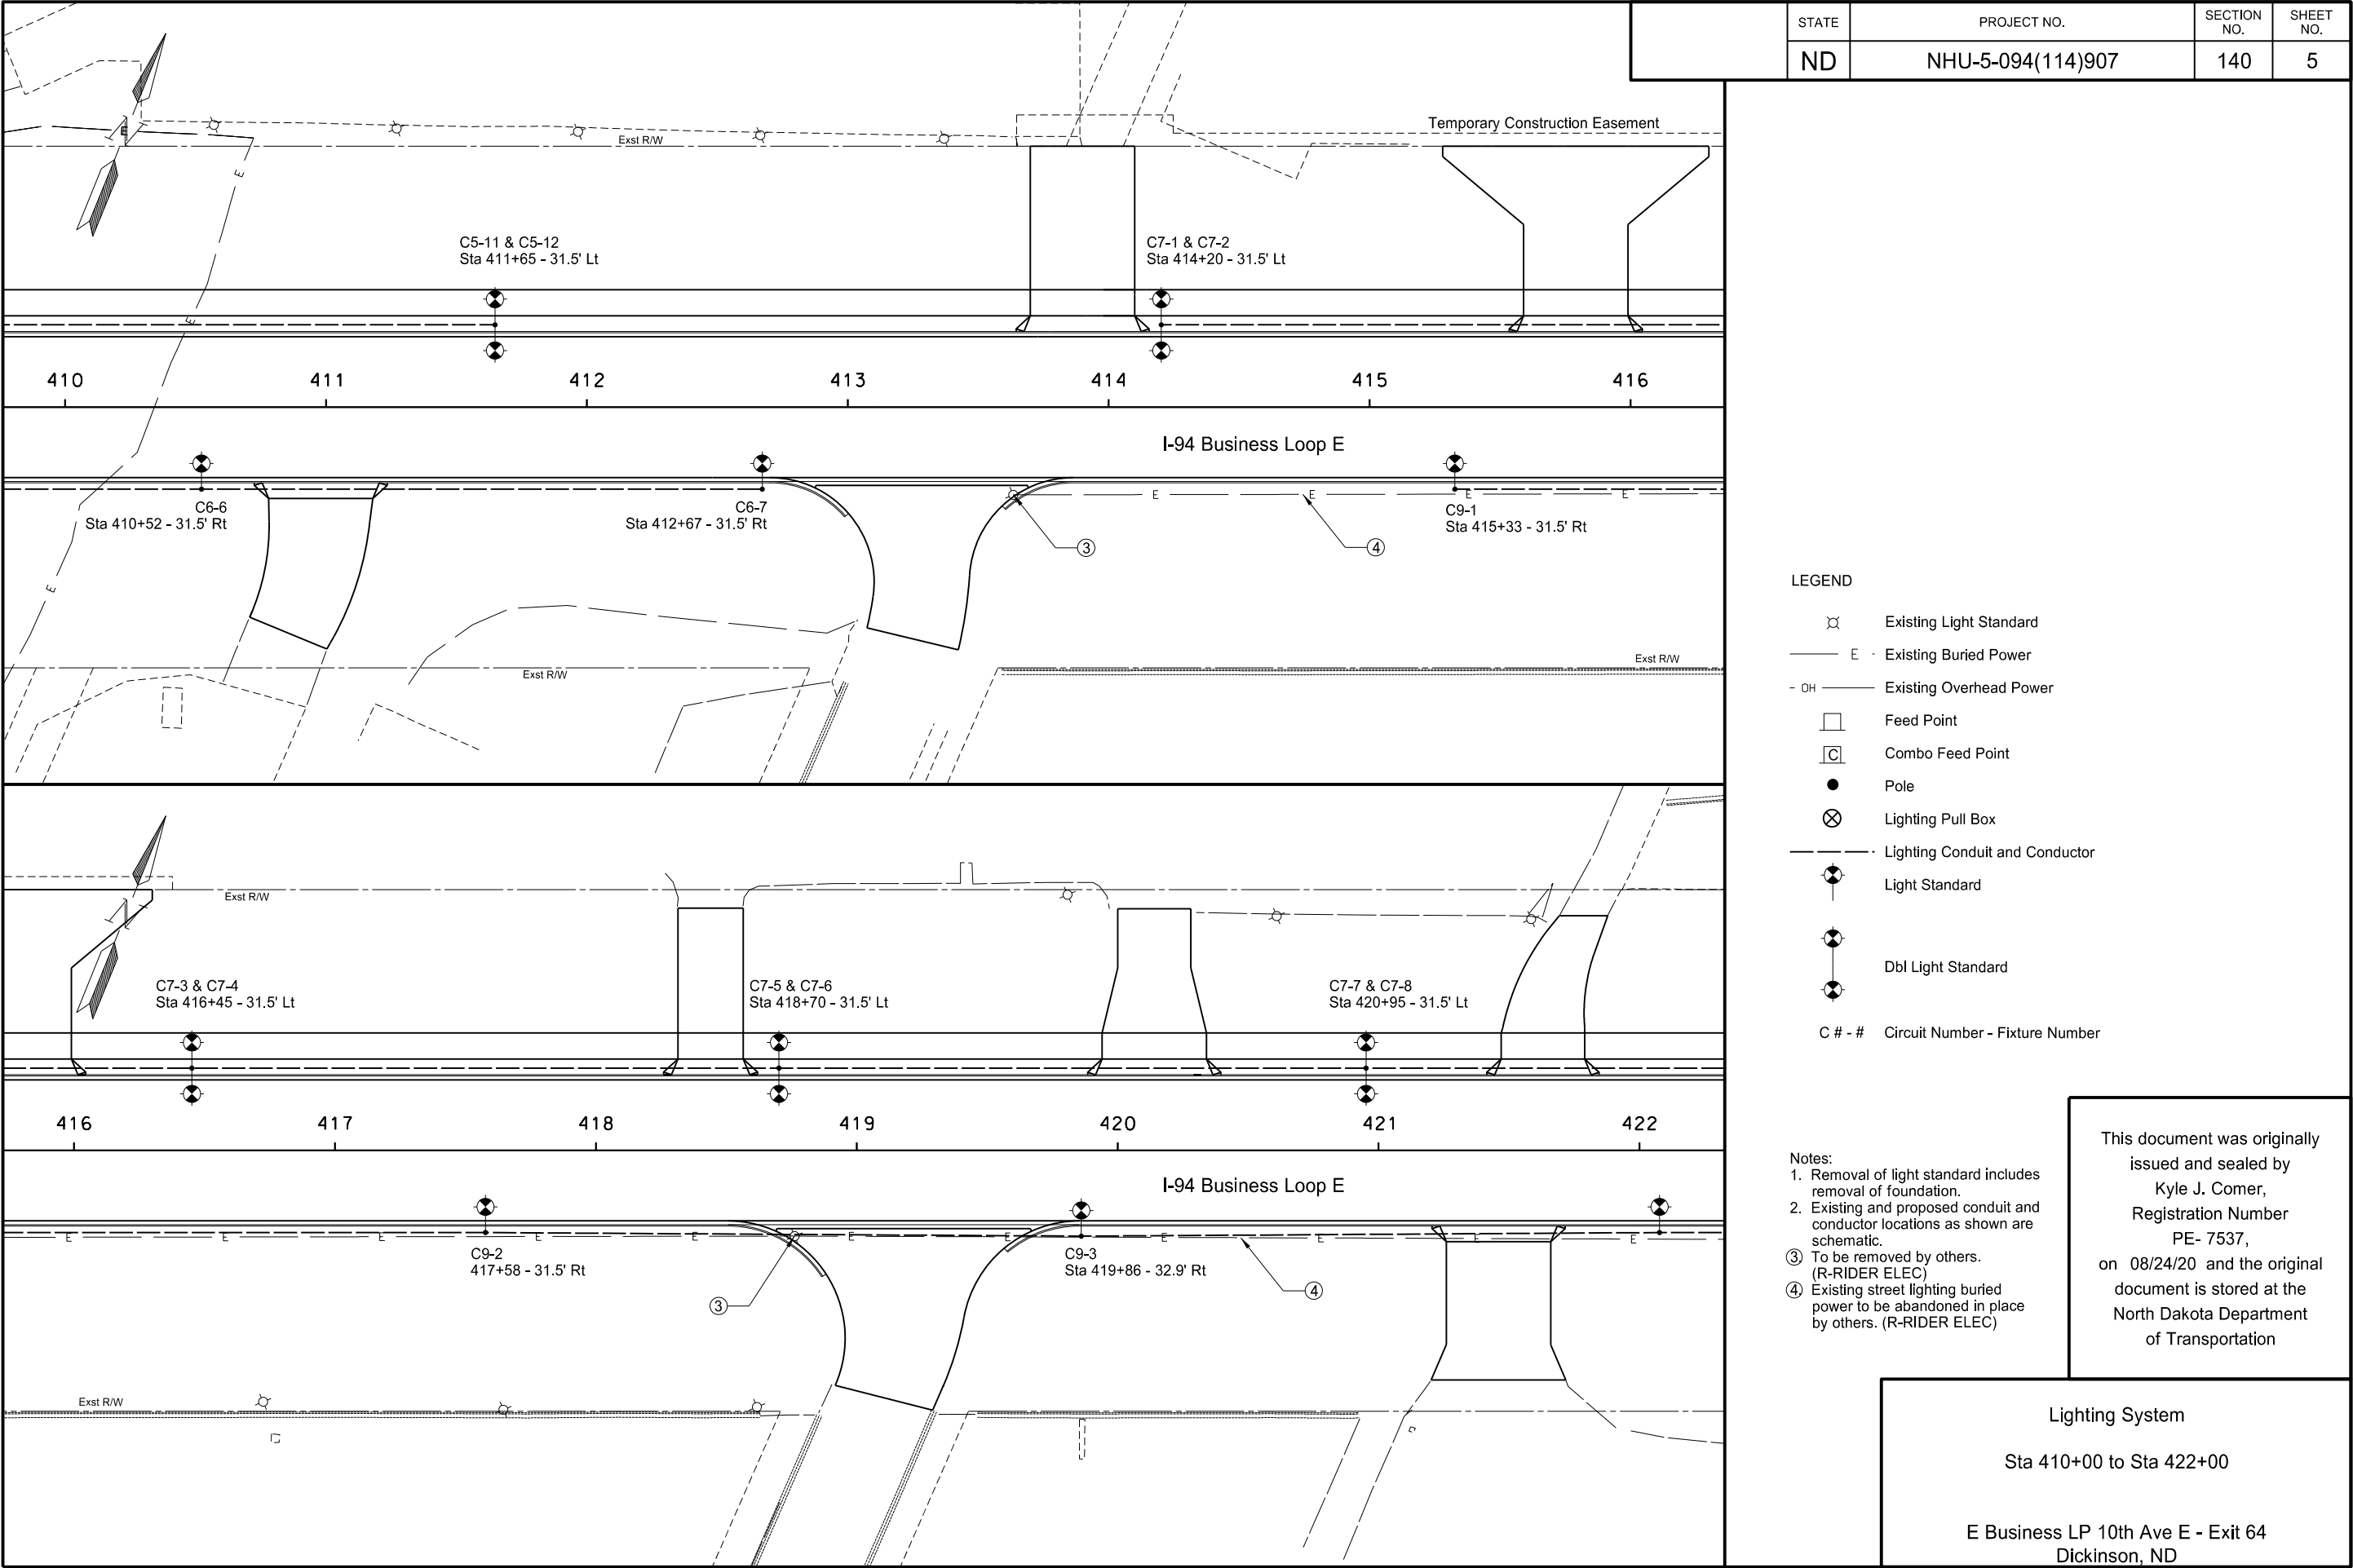 STATE
PROJECT NO.
SECTION
NO.
SHEET
NO.
ND
NHU-5-094(114)907
140
5
Temporary Construction Easement
Exst R/W
E
E
E
C5-11 & C5-12
Sta 411+65 - 31.5' Lt
C7-1 & C7-2
Sta 414+20 - 31.5' Lt
410 411 412 413 414 415 416
I-94 Business Loop E
E E E E
C6-6
Sta 410+52 - 31.5' Rt
C6-7
Sta 412+67 - 31.5' Rt
C9-1
Sta 415+33 - 31.5' Rt
3
4
E
Exst R/W
Exst R/W
Exst R/W
C7-3 & C7-4
Sta 416+45 - 31.5' Lt
C7-5 & C7-6
Sta 418+70 - 31.5' Lt
C7-7 & C7-8
Sta 420+95 - 31.5' Lt
416 417 418 419 420 421 422
I-94 Business Loop E
E E E E E E E E E E E
C9-2
417+58 - 31.5' Rt
C9-3
Sta 419+86 - 32.9' Rt
3
4
Exst R/W
LEGEND
Existing Light Standard
E Existing Buried Power
OH Existing Overhead Power
Feed Point
C Combo Feed Point
Pole
Lighting Pull Box
Lighting Conduit and Conductor
Light Standard
Dbl Light Standard
C # - # Circuit Number - Fixture Number
Notes:
1. Removal of light standard includes
removal of foundation.
2. Existing and proposed conduit and
conductor locations as shown are
schematic.
3. To be removed by others.
(R-RIDER ELEC)
4. Existing street lighting buried
power to be abandoned in place
by others. (R-RIDER ELEC)
This document was originally
issued and sealed by
Kyle J. Comer,
Registration Number
PE- 7537,
on 08/24/20 and the original
document is stored at the
North Dakota Department
of Transportation
Lighting System
Sta 410+00 to Sta 422+00
E Business LP 10th Ave E - Exit 64
Dickinson, ND